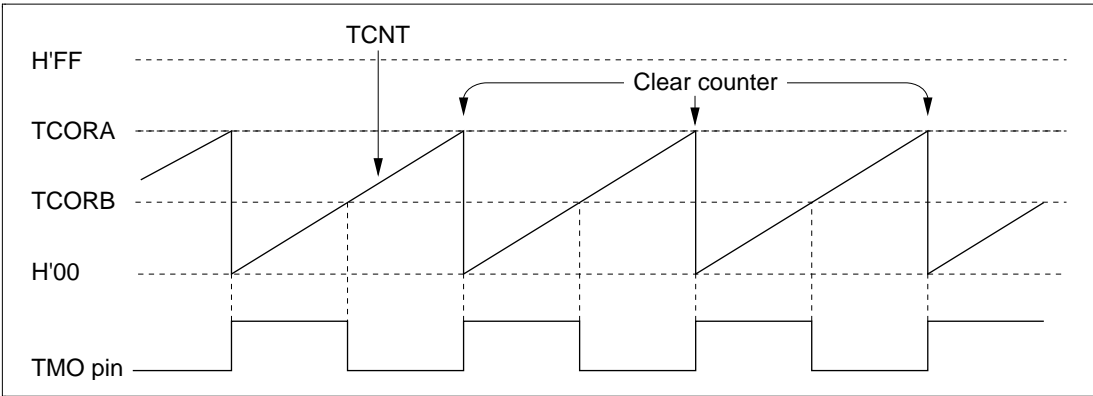 TCNT
H'FF
Clear counter
TCORA
TCORB
H'00
TMO pin